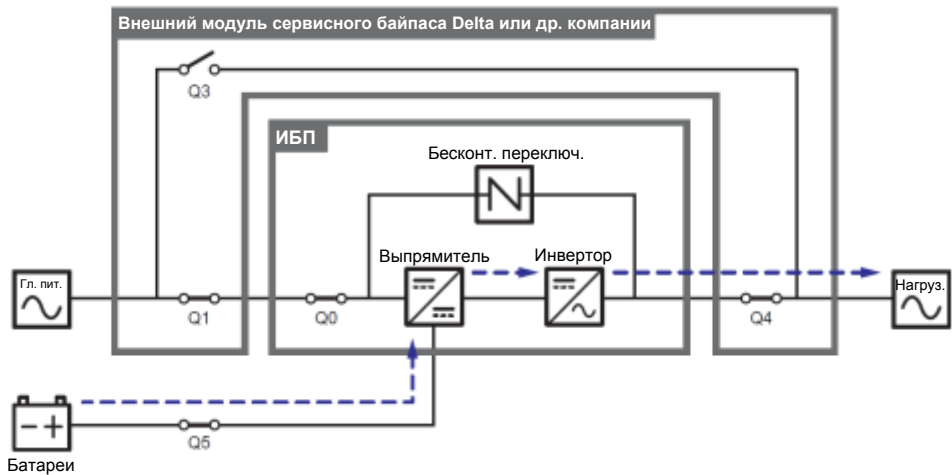 Внешний модуль сервисного байпаса Delta или др. компании
Q3
ИБП
Бесконт. переключ.
Выпрямитель
Инвертор
Гл. пит.
Нагруз.
Q1
Q0
Q4
Q5
Батареи